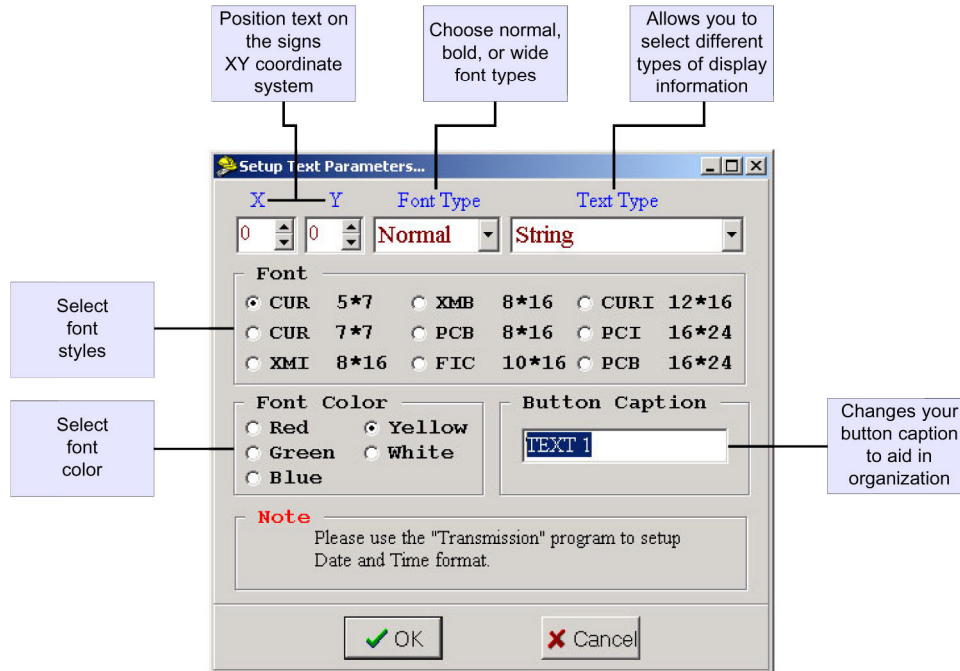 Position text on
the signs
XY coordinate
system
Choose normal,
bold, or wide
font types
Allows you to
select different
types of display
information
Setup Text Parameters...
X Y Font Type Text Type
0 0 Normal String
Font
CUR 5*7 XMB 8*16 CURI 12*16
CUR 7*7 PCB 8*16 PCI 16*24
XMI 8*16 FIC 10*16 PCB 16*24
Select
font
styles
Font Color
Red Yellow
Green White
Blue
Select
font
color
Button Caption
TEXT 1
Changes your
button caption
to aid in
organization
Note
Please use the "Transmission" program to setup
Date and Time format.
OK Cancel